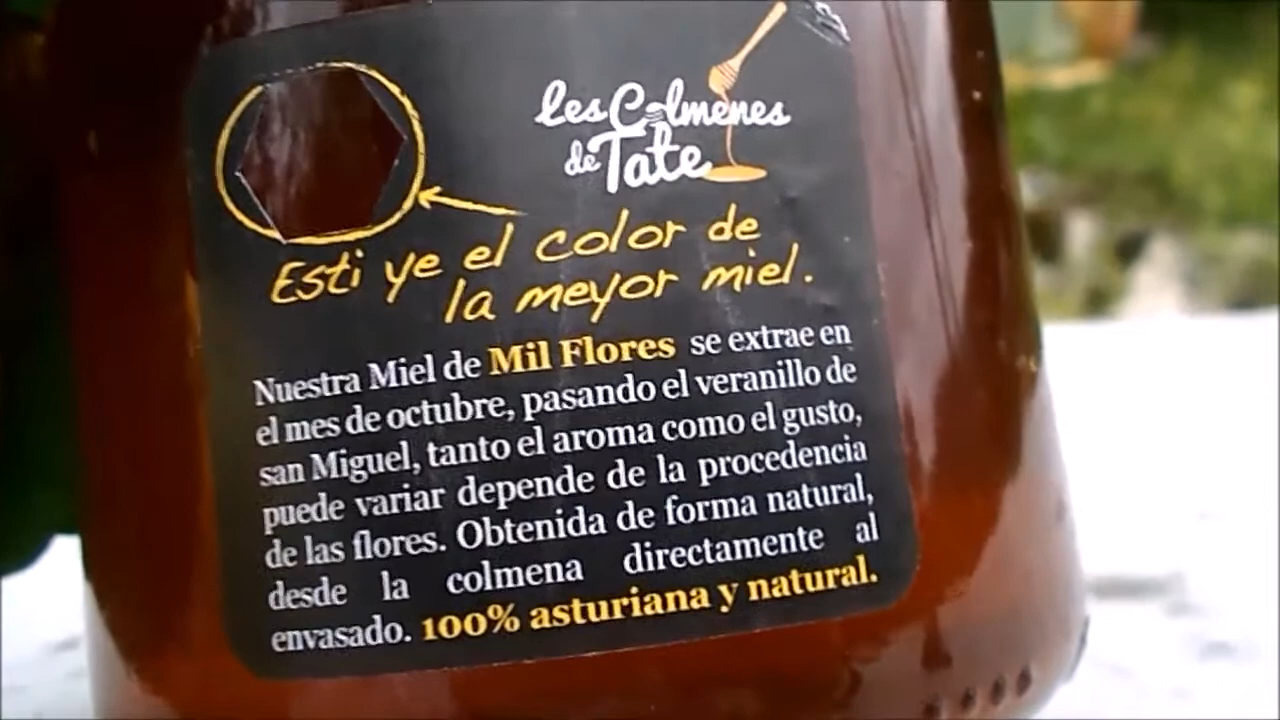 les Colmenes
de Tate
Esti ye el color de
la meyor miel.
Nuestra Miel de Mil Flores se extrae en
el mes de octubre, pasando el veranillo de
san Miguel, tanto el aroma como el gusto,
puede variar depende de la procedencia
de las flores. Obtenida de forma natural,
desde la colmena directamente al
envasado. 100% asturiana y natural.